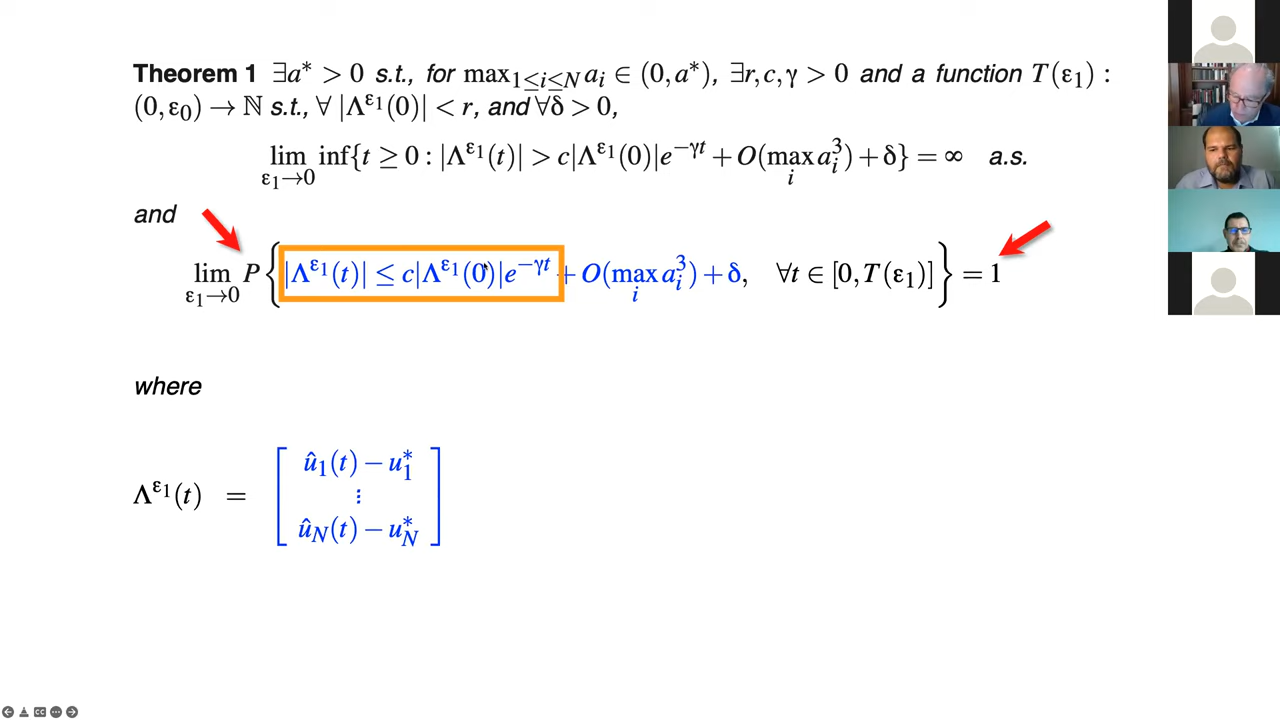 Theorem 1 ∃a* > 0 s.t., for max_{1≤i≤N} a_i ∈ (0, a*), ∃r, c, γ > 0 and a function T(ε₁) :
(0, ε₀) → ℕ s.t., ∀ |Λ^{ε₁}(0)| < r, and ∀δ > 0,
lim_{ε₁→0} inf{t ≥ 0 : |Λ^{ε₁}(t)| > c|Λ^{ε₁}(0)|e^{−γt} + O(max_i a_i³) + δ} = ∞ a.s.
and
lim_{ε₁→0} P{|Λ^{ε₁}(t)| ≤ c|Λ^{ε₁}(0)|e^{−γt} + O(max_i a_i³) + δ, ∀t ∈ [0, T(ε₁)]} = 1
where
Λ^{ε₁}(t) = [ û₁(t) − u₁*
⋮
û_N(t) − u_N* ]